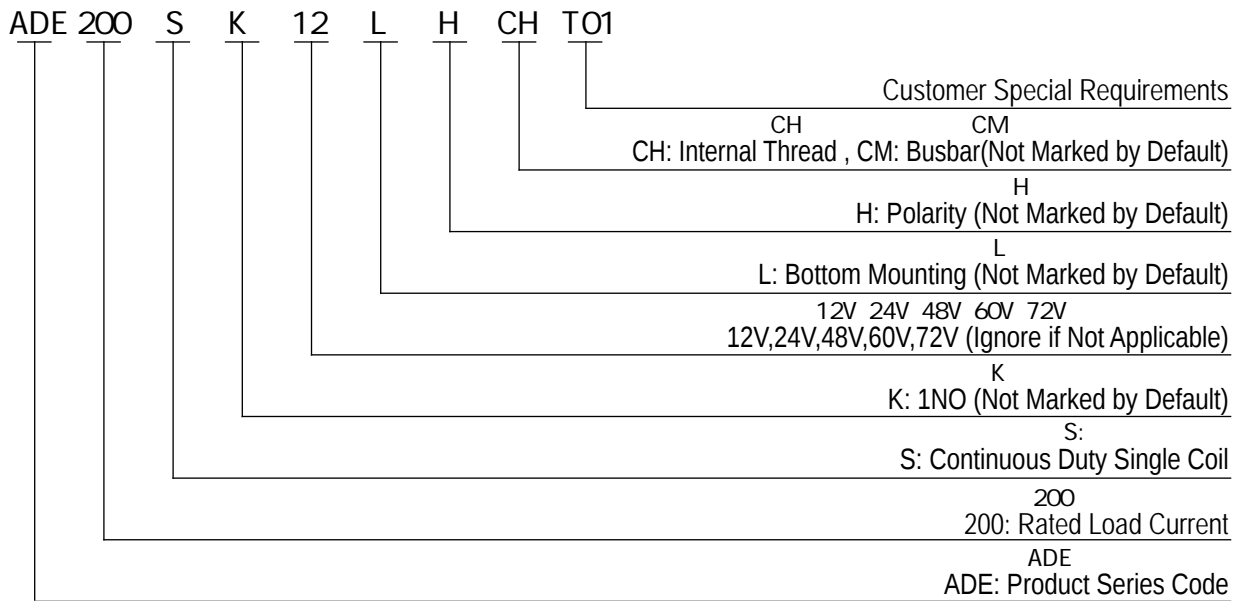 ADE 200 S K 12 L H CH T01
Customer Special Requirements
CH CM
CH: Internal Thread , CM: Busbar(Not Marked by Default)
H
H: Polarity (Not Marked by Default)
L
L: Bottom Mounting (Not Marked by Default)
12V 24V 48V 60V 72V
12V,24V,48V,60V,72V (Ignore if Not Applicable)
K
K: 1NO (Not Marked by Default)
S:
S: Continuous Duty Single Coil
200
200: Rated Load Current
ADE
ADE: Product Series Code